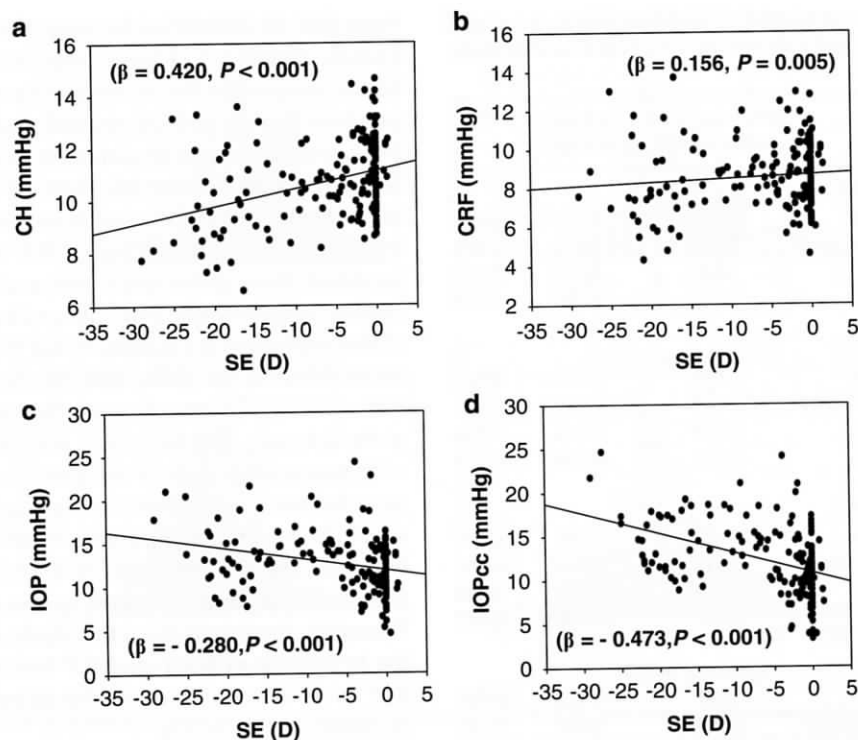 a
CH (mmHg)
16
14
12
10
8
6
(β = 0.420, P < 0.001)
-35 -30 -25 -20 -15 -10 -5 0 5
SE (D)
b
CRF (mmHg)
16
14
12
10
8
6
4
2
(β = 0.156, P = 0.005)
-35 -30 -25 -20 -15 -10 -5 0 5
SE (D)
c
IOP (mmHg)
30
25
20
15
10
5
0
(β = - 0.280, P < 0.001)
-35 -30 -25 -20 -15 -10 -5 0 5
SE (D)
d
IOPcc (mmHg)
30
25
20
15
10
5
0
(β = - 0.473, P < 0.001)
-35 -30 -25 -20 -15 -10 -5 0 5
SE (D)